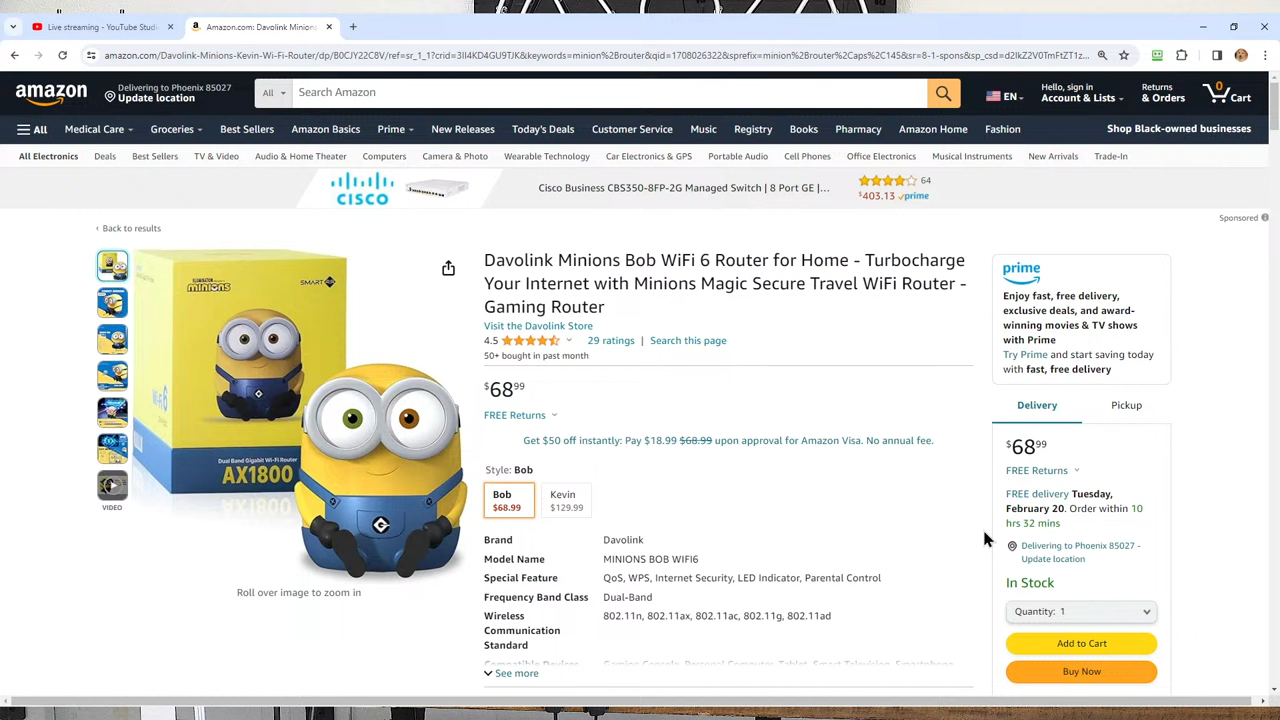 Live streaming - YouTube Studio
Amazon.com: Davolink Minions
amazon.com/Davolink-Minions-Kevin-Wi-Fi-Router/dp/B0CJY22C8V/ref=sr_1_1?crid=3II4KD4GU9TJK&keywords=minion%2Brouter&qid=1708026322&sprefix=minion%2Brouter%2Caps%2C145&sr=8-1-spons&sp_csd=d2lkZ2V0TmFtZT1z...
amazon
Delivering to Phoenix 85027
Update location
All
Search Amazon
EN
Hello, sign in
Account & Lists
Returns
& Orders
0
Cart
All
Medical Care
Groceries
Best Sellers
Amazon Basics
Prime
New Releases
Today's Deals
Customer Service
Music
Registry
Books
Pharmacy
Amazon Home
Fashion
Shop Black-owned businesses
All Electronics
Deals
Best Sellers
TV & Video
Audio & Home Theater
Computers
Camera & Photo
Wearable Technology
Car Electronics & GPS
Portable Audio
Cell Phones
Office Electronics
Musical Instruments
New Arrivals
Trade-In
CISCO
Cisco Business CBS350-8FP-2G Managed Switch | 8 Port GE |...
64
$403.13 prime
Sponsored
‹ Back to results
minions
SMART
Dual Band Gigabit Wi-Fi Router
AX1800
VIDEO
Roll over image to zoom in
Davolink Minions Bob WiFi 6 Router for Home - Turbocharge
Your Internet with Minions Magic Secure Travel WiFi Router -
Gaming Router
Visit the Davolink Store
4.5
29 ratings | Search this page
50+ bought in past month
$68 99
FREE Returns
Get $50 off instantly: Pay $18.99 $68.99 upon approval for Amazon Visa. No annual fee.
Style: Bob
Bob
$68.99
Kevin
$129.99
Brand Davolink
Model Name MINIONS BOB WIFI6
Special Feature QoS, WPS, Internet Security, LED Indicator, Parental Control
Frequency Band Class Dual-Band
Wireless 802.11n, 802.11ax, 802.11ac, 802.11g, 802.11ad
Communication
Standard
Compatible Devices Gaming Console, Personal Computer, Tablet, Smart Television, Smartphone
See more
prime
Enjoy fast, free delivery,
exclusive deals, and award-
winning movies & TV shows
with Prime
Try Prime and start saving today
with fast, free delivery
Delivery
Pickup
$68 99
FREE Returns
FREE delivery Tuesday,
February 20. Order within 10
hrs 32 mins
Delivering to Phoenix 85027 -
Update location
In Stock
Quantity: 1
Add to Cart
Buy Now